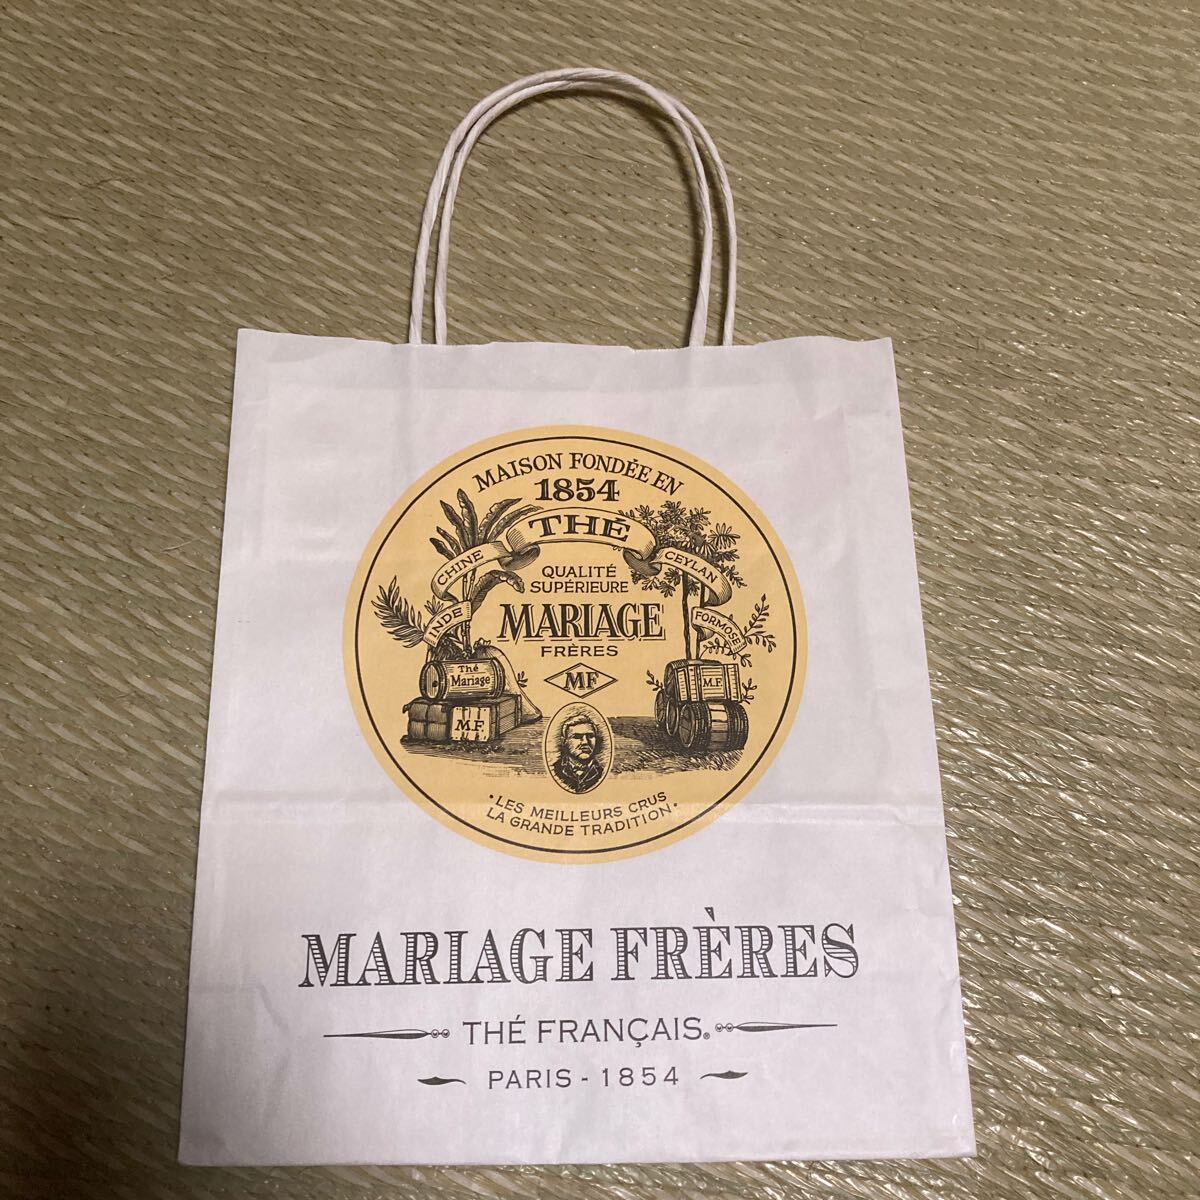 MAISON FONDÉE EN
1854
THÉ
CHINE
CEYLAN
INDE
FORMOSE
QUALITÉ
SUPÉRIEURE
MARIAGE
FRÈRES
MF
Thé
Mariage
M.F.
M.F.
• LES MEILLEURS CRUS
LA GRANDE TRADITION •
MARIAGE FRÈRES
THÉ FRANÇAIS®
PARIS - 1854